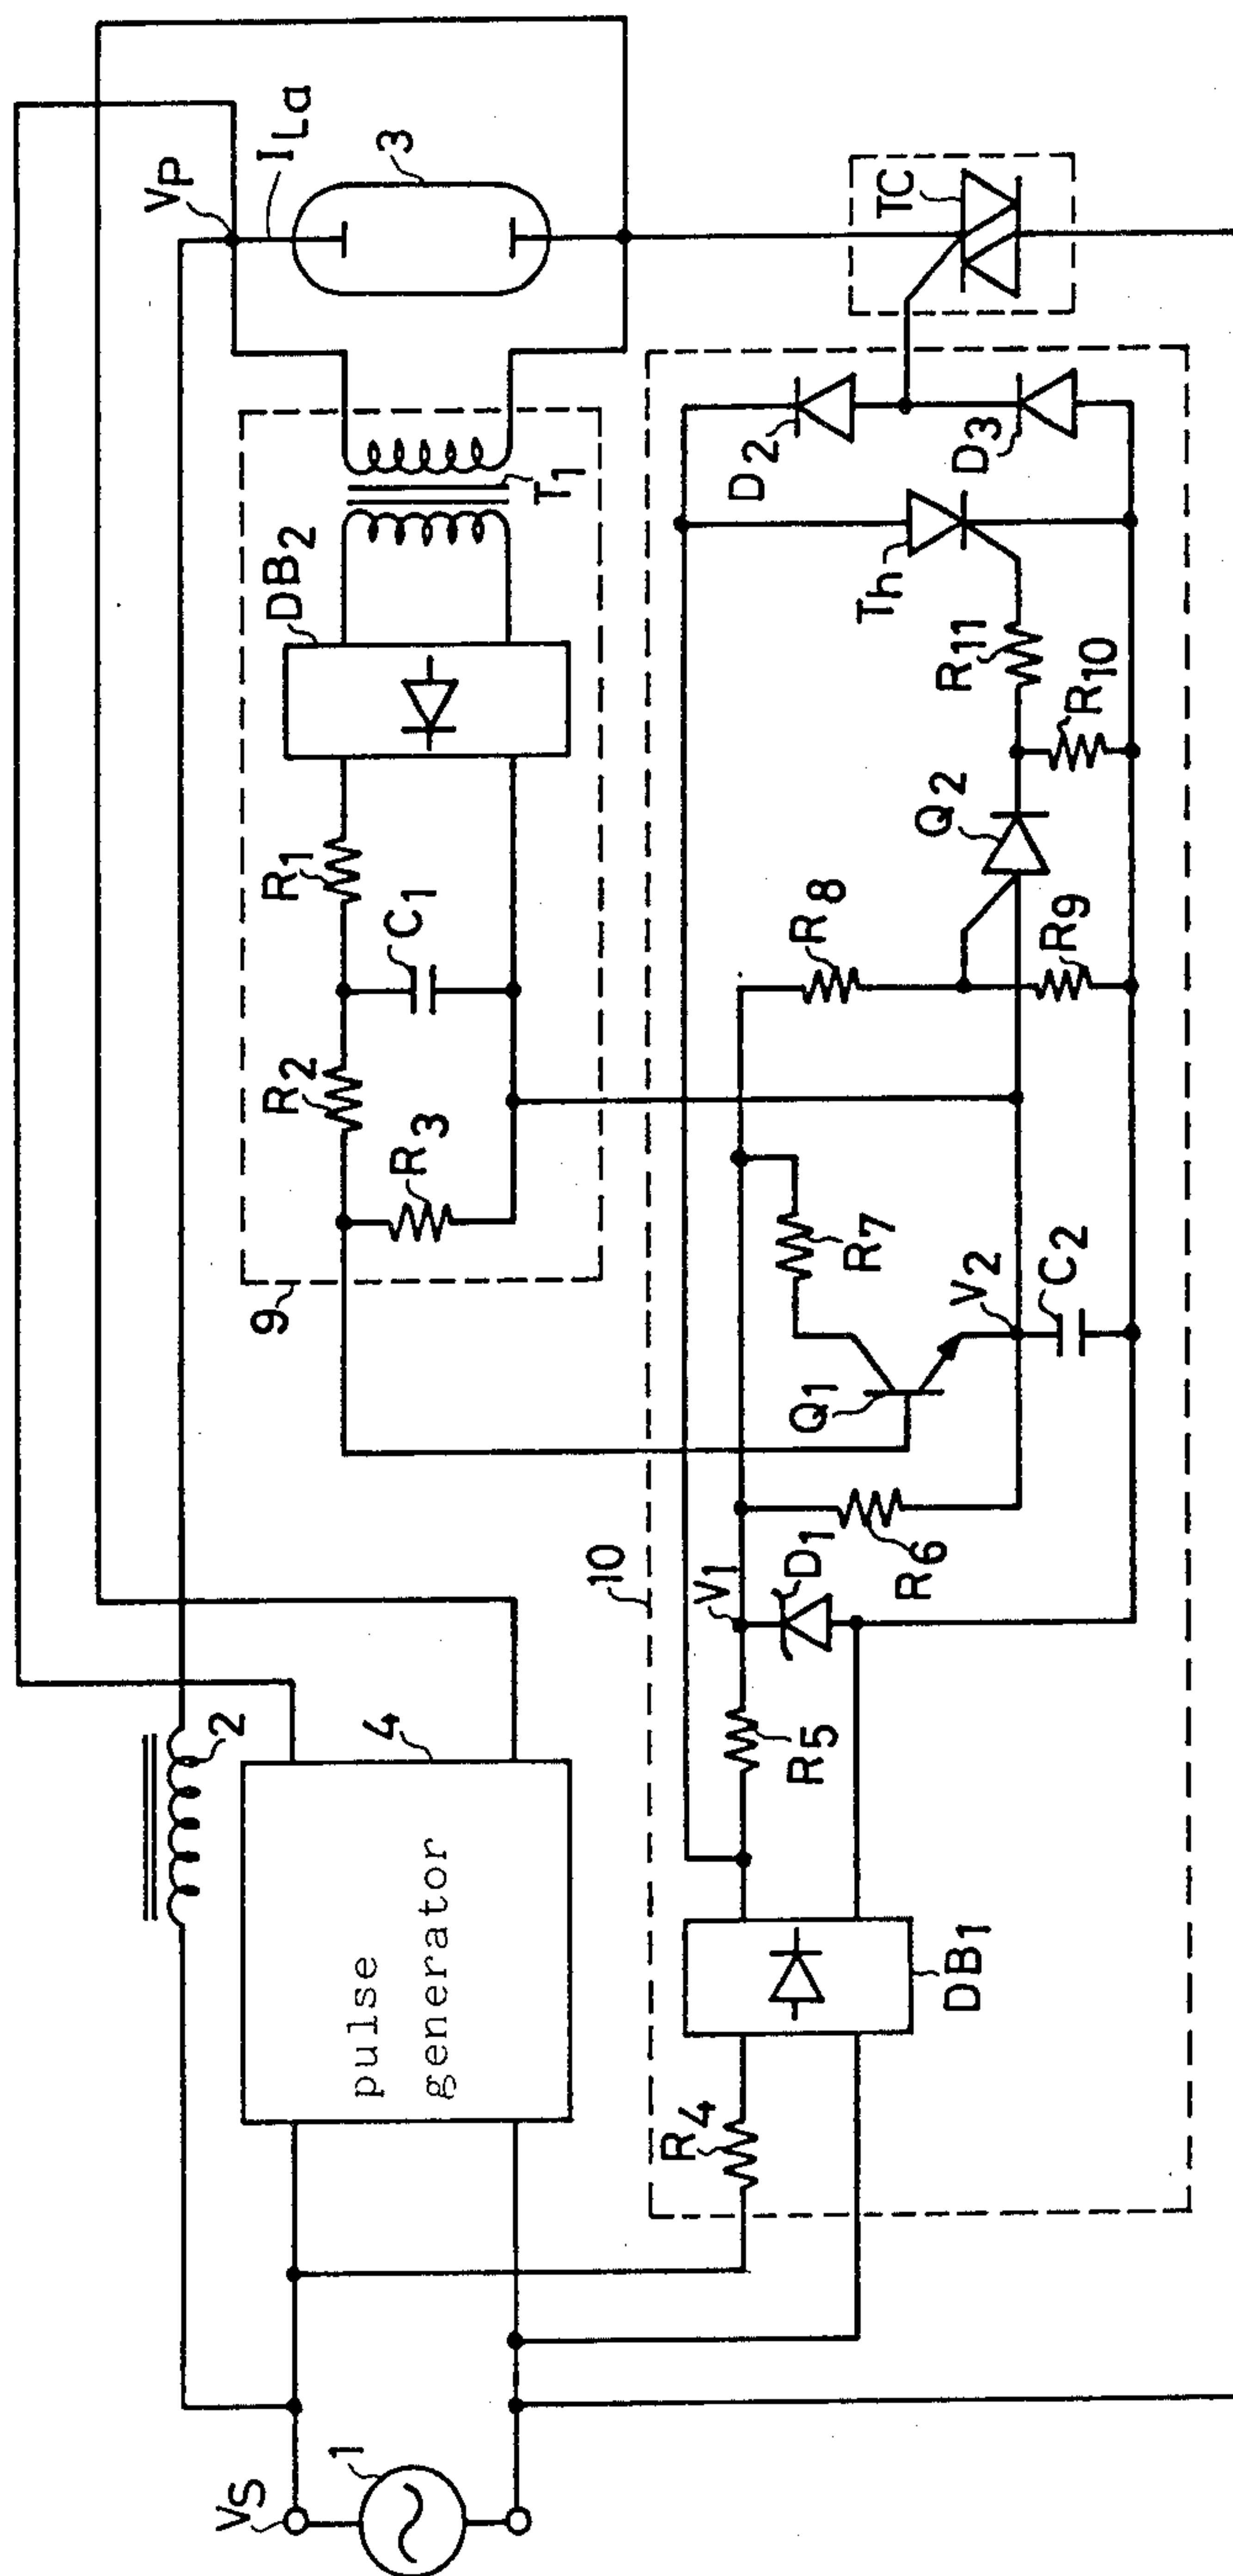 VS
1
2
pulse
generator
4
VP
ILa
3
9
R3
R2
C1
R1
DB2
T1
10
R4
DB1
R5
V1
D1
R6
Q1
R7
V2
C2
R8
R9
Q2
R10
R11
Th
D2
D3
TC